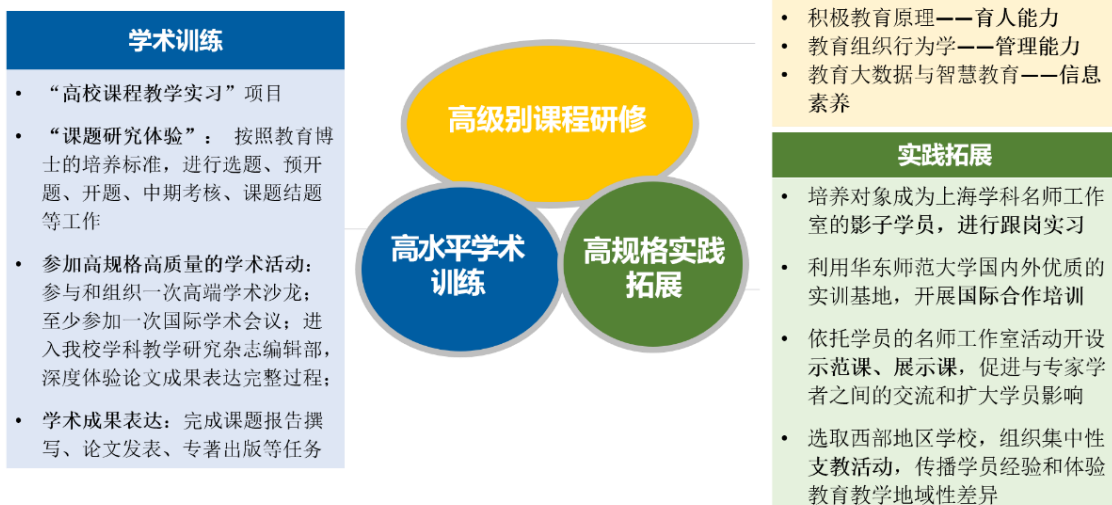 学术训练
• “高校课程教学实习”项目
• “课题研究体验”： 按照教育博
士的培养标准，进行选题、预开
题、开题、中期考核、课题结题
等工作
• 参加高规格高质量的学术活动：
参与和组织一次高端学术沙龙；
至少参加一次国际学术会议；进
入我校学科教学研究杂志编辑部，
深度体验论文成果表达完整过程；
• 学术成果表达：完成课题报告撰
写、论文发表、专著出版等任务
高级别课程研修
高水平学术
训练
高规格实践
拓展
• 积极教育原理——育人能力
• 教育组织行为学——管理能力
• 教育大数据与智慧教育——信息
素养
实践拓展
• 培养对象成为上海学科名师工作
室的影子学员，进行跟岗实习
• 利用华东师范大学国内外优质的
实训基地，开展国际合作培训
• 依托学员的名师工作室活动开设
示范课、展示课，促进与专家学
者之间的交流和扩大学员影响
• 选取西部地区学校，组织集中性
支教活动，传播学员经验和体验
教育教学地域性差异